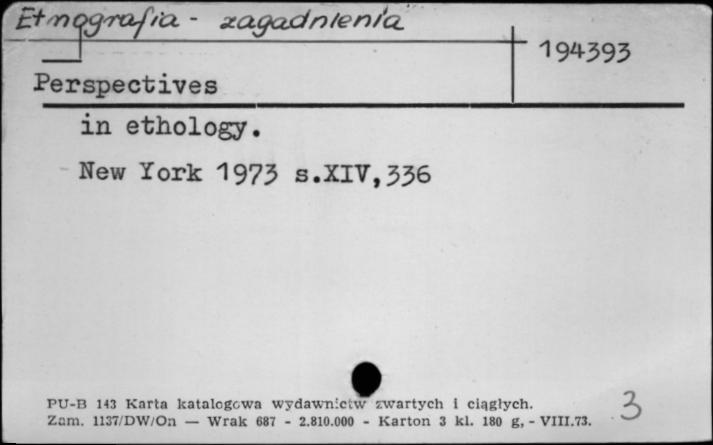 Etnografia - zagadnienia
194393
Perspectives
in ethology.
New York 1973 s.XIV,336
PU-B 143 Karta katalogowa wydawnictw zwartych i ciągłych.
Zam. 1137/DW/On — Wrak 687 - 2.810.000 - Karton 3 kl. 180 g, - VIII.73.
3